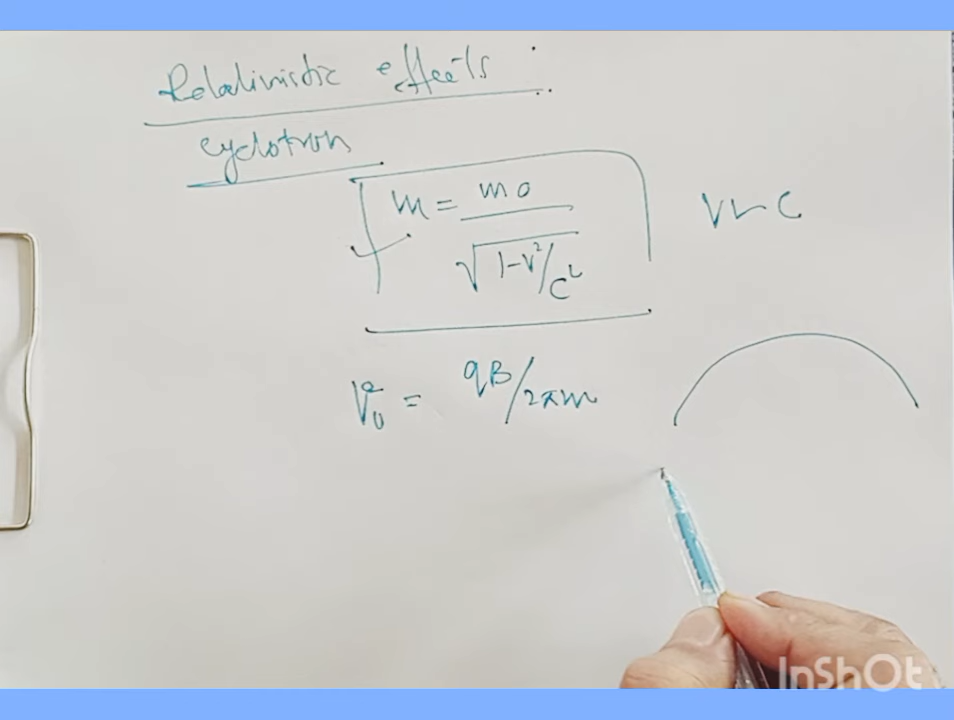 Relativistic effects :
cyclotron
m = m0 / √1-v²/c²
v ~ c
ν0 = qB/2πm
InShOt